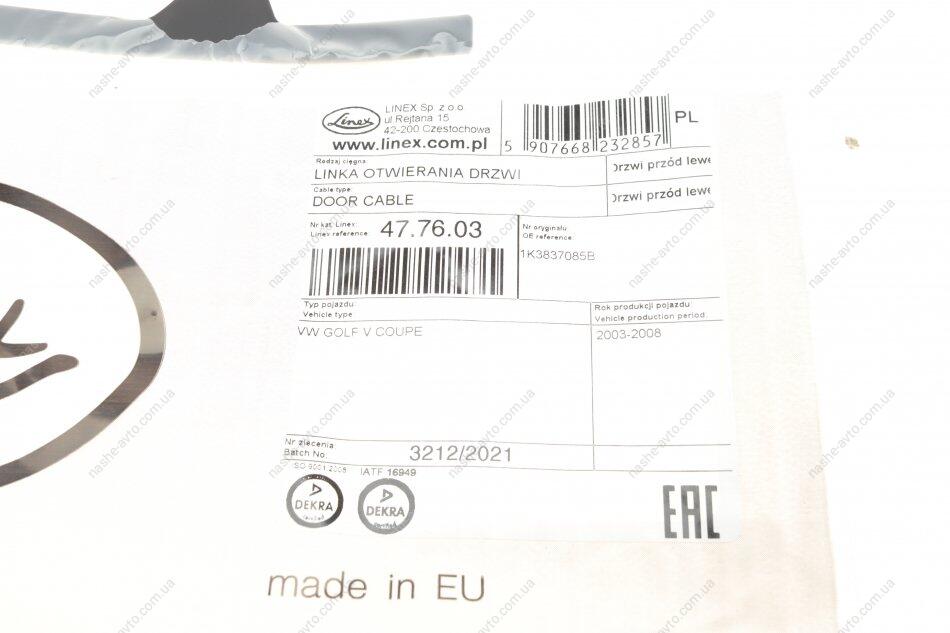 Linex
LINEX Sp. z o.o
ul Rejtana 15
42-200 Czestochowa
www.linex.com.pl
5 907668 232857
PL
Rodzaj cięgna:
LINKA OTWIERANIA DRZWI
Drzwi przód lewe
Cable type:
DOOR CABLE
Drzwi przód lewe
Nr kat. Linex:
Linex reference:
47.76.03
Nr oryginału
OE reference:
1K3837085B
Typ pojazdu:
Vehicle type
Rok produkcji pojazdu
Vehicle production period.
VW GOLF V COUPE
2003-2008
Nr zlecenia
Batch No:
3212/2021
ISO 9001:2008
IATF 16949
DEKRA
DEKRA
EAC
made in EU
nashe-avto.com.ua